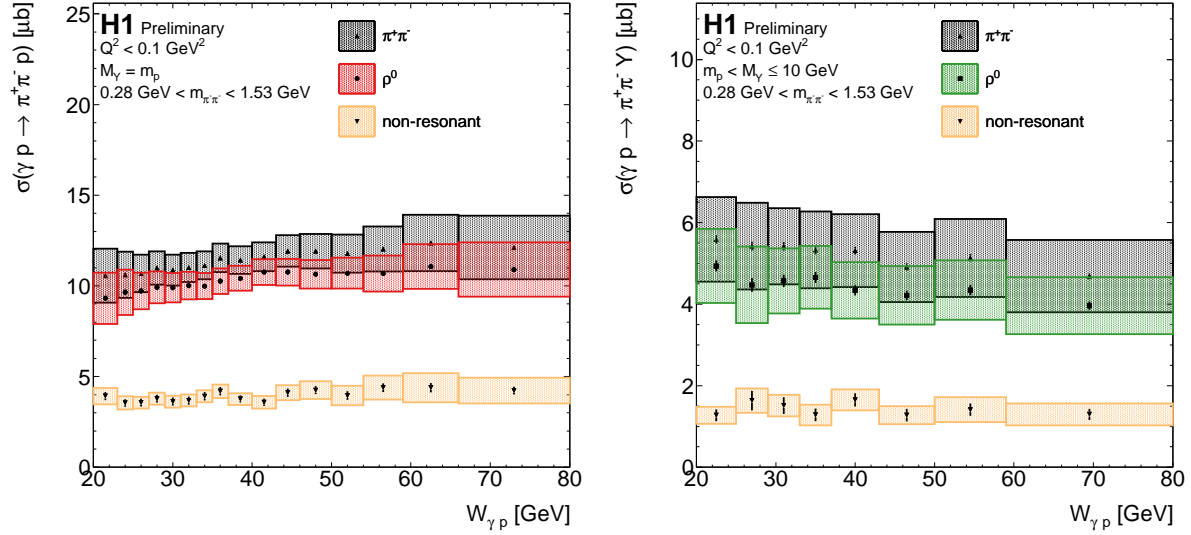 σ(γ p → π⁺π⁻ p) [μb]
25
20
15
10
5
0
H1 Preliminary
Q² < 0.1 GeV²
M_Y = m_p
0.28 GeV < m_π⁺π⁻ < 1.53 GeV
π⁺π⁻
ρ⁰
non-resonant
20 30 40 50 60 70 80
W_γ p [GeV]
σ(γ p → π⁺π⁻ Y) [μb]
10
8
6
4
2
0
H1 Preliminary
Q² < 0.1 GeV²
m_p < M_Y ≤ 10 GeV
0.28 GeV < m_π⁺π⁻ < 1.53 GeV
π⁺π⁻
ρ⁰
non-resonant
20 30 40 50 60 70 80
W_γ p [GeV]